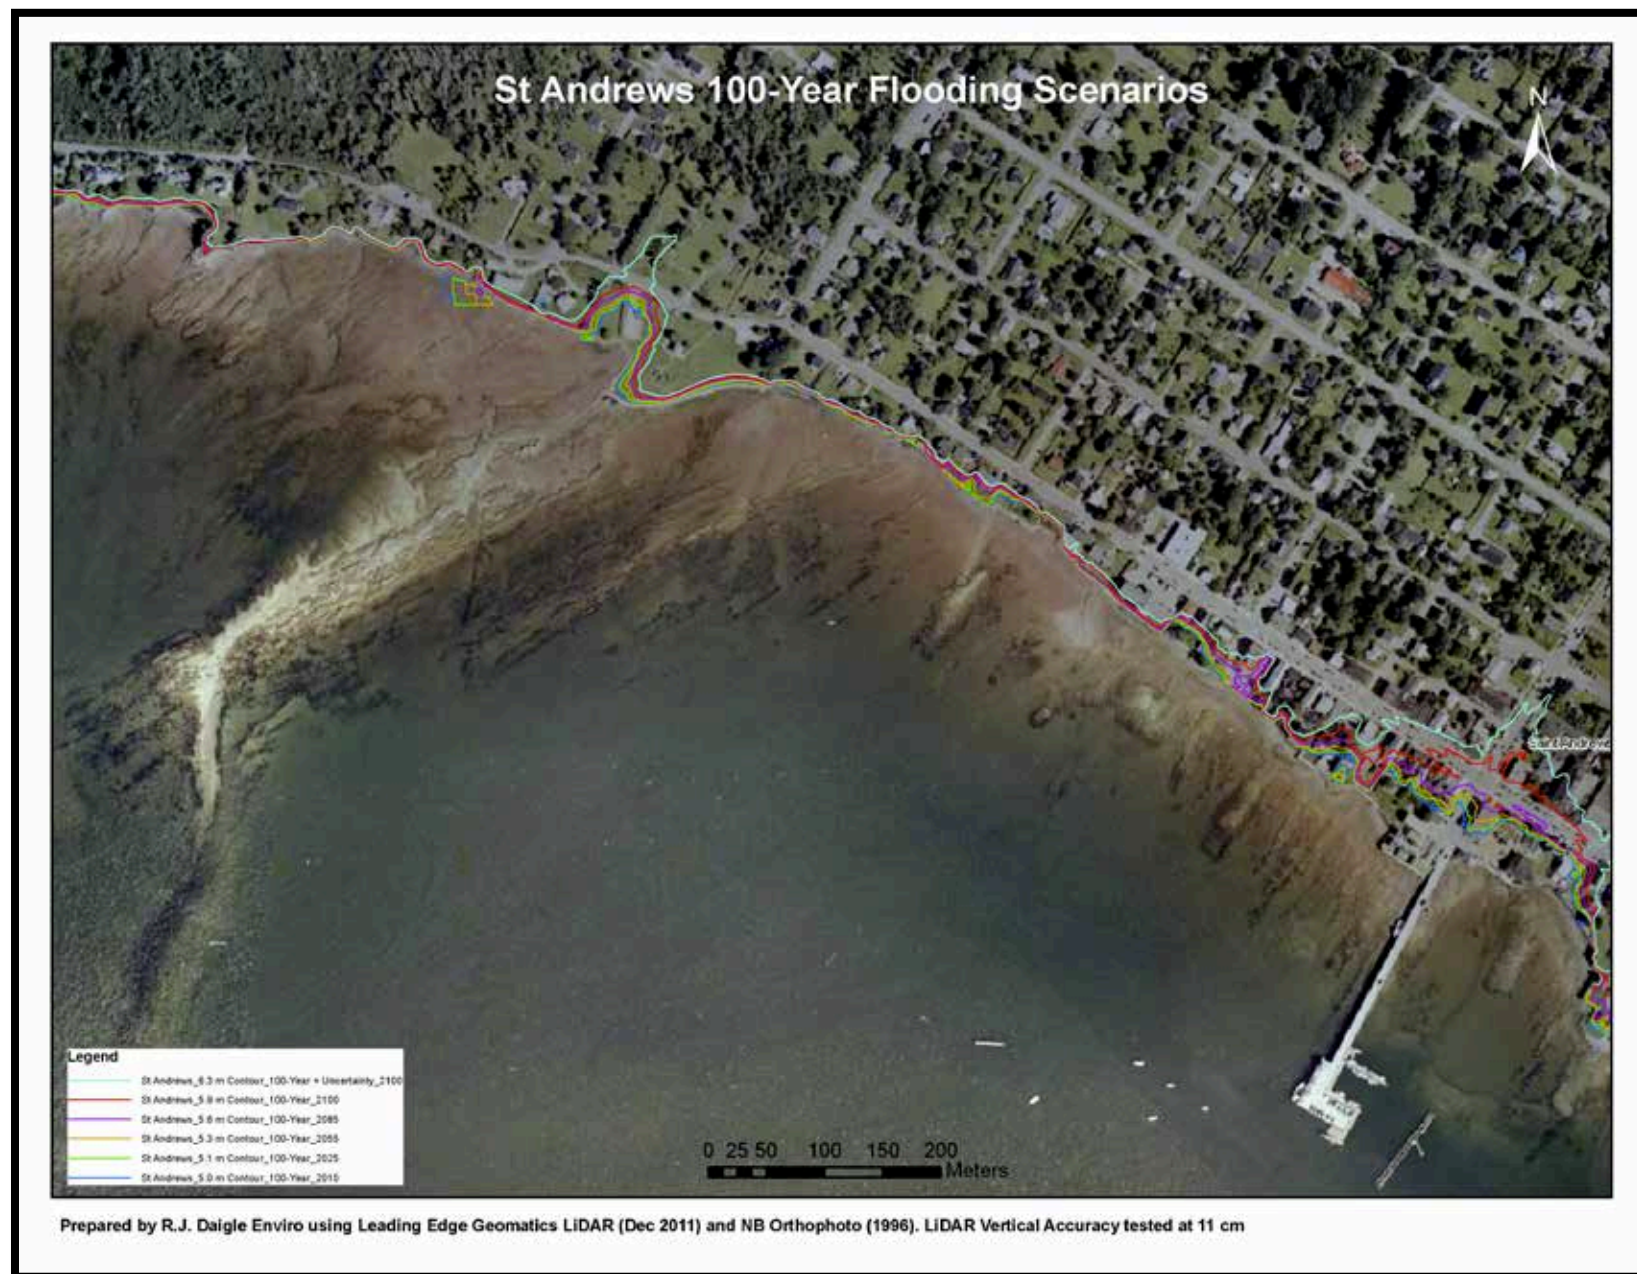 St Andrews 100-Year Flooding Scenarios
N
Saint Andrews
Legend
St Andrews_6.3 m Contour_100-Year + Uncertainty_2100
St Andrews_5.9 m Contour_100-Year_2100
St Andrews_5.6 m Contour_100-Year_2085
St Andrews_5.3 m Contour_100-Year_2055
St Andrews_5.1 m Contour_100-Year_2025
St Andrews_5.0 m Contour_100-Year_2010
0 25 50 100 150 200
Meters
Prepared by R.J. Daigle Enviro using Leading Edge Geomatics LiDAR (Dec 2011) and NB Orthophoto (1996). LiDAR Vertical Accuracy tested at 11 cm